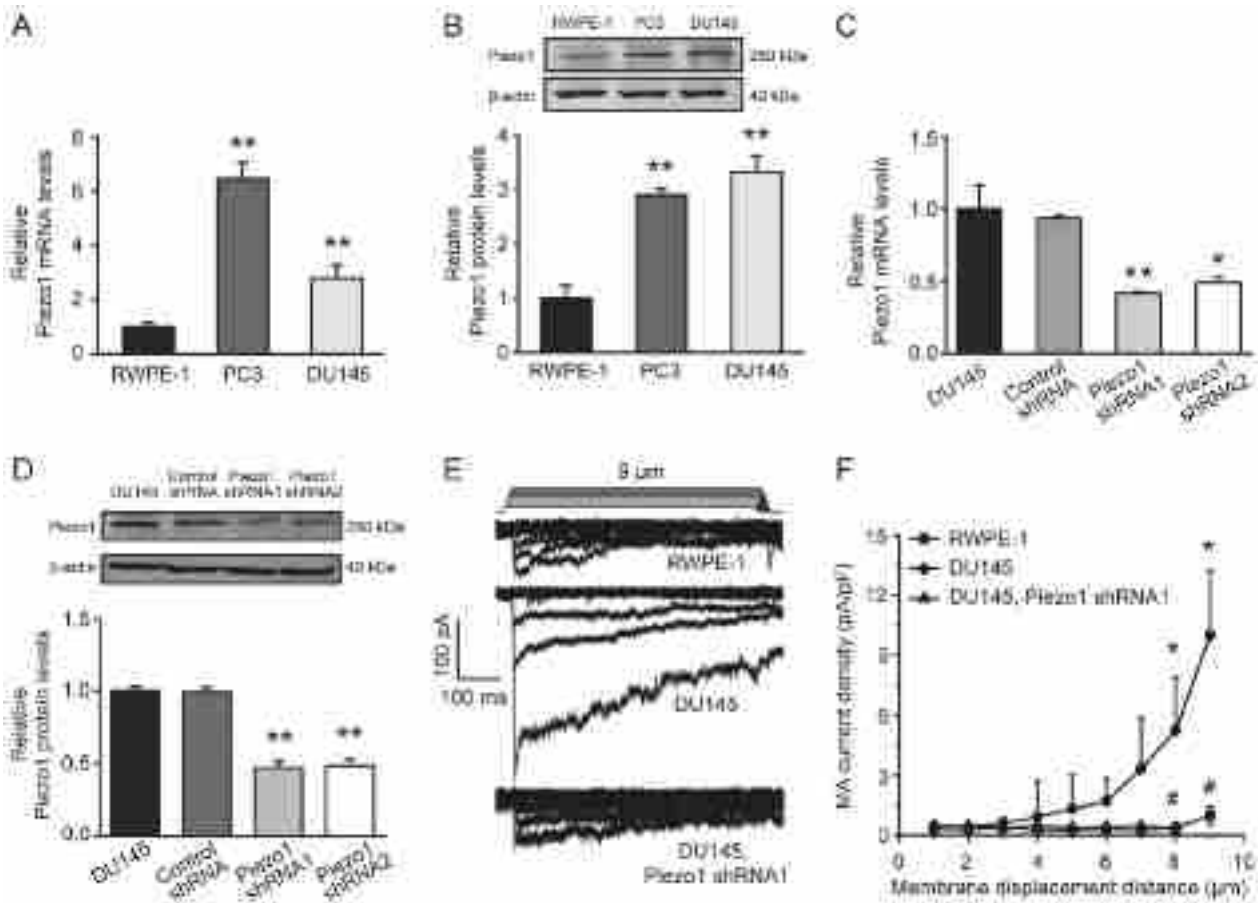 A
Relative
Piezo1 mRNA levels
8
6
4
2
0
**
**
RWPE-1
PC3
DU145
B
RWPE-1 PC3 DU145
Piezo1
250 kDa
β-actin
42 kDa
Relative
Piezo1 protein levels
4
3
2
1
0
**
**
RWPE-1
PC3
DU145
C
Relative
Piezo1 mRNA levels
1.5
1.0
0.5
0.0
**
DU145
Control
shRNA
Piezo1
shRNA1
Piezo1
shRNA2
D
DU145
Control
shRNA
Piezo1
shRNA1
Piezo1
shRNA2
Piezo1
250 kDa
β-actin
42 kDa
Relative
Piezo1 protein levels
1.5
1.0
0.5
0.0
**
**
DU145
Control
shRNA
Piezo1
shRNA1
Piezo1
shRNA2
E
9 μm
RWPE-1
100 pA
100 ms
DU145
DU145,
Piezo1 shRNA1
F
RWPE-1
DU145
DU145, Piezo1 shRNA1
MA current density (pA/pF)
15
12
9
6
3
0
*
*
#
#
0
2
4
6
8
10
Membrane displacement distance (μm)